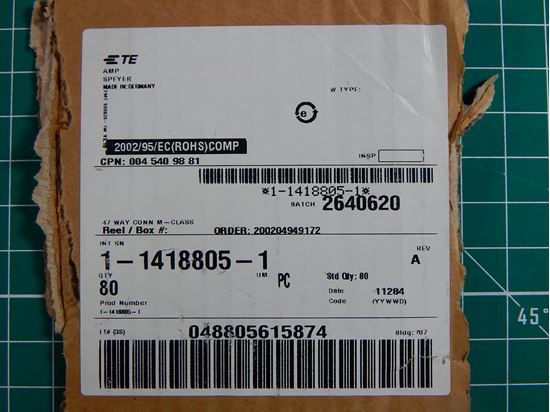 TE
AMP
SPEYER
MADE IN: GERMANY
W TYPE:
e
2002/95/EC(ROHS)COMP
CPN: 004 540 98 81
INSP
*1-1418805-1*
BATCH 2640620
47 WAY CONN M-CLASS
Reel / Box #: ORDER: 200204949172
INT SN
1-1418805-1
REV
A
QTY
80
UM PC
Std Qty: 80
Date 11284
Code (YYWWD)
Prod Number
1-1418805-1
048805615874
Bldg: 707
45°